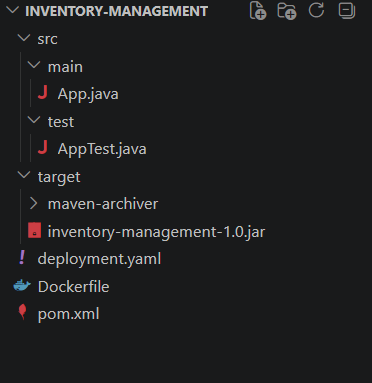 INVENTORY-MANAGEMENT
src
main
App.java
test
AppTest.java
target
maven-archiver
inventory-management-1.0.jar
deployment.yaml
Dockerfile
pom.xml